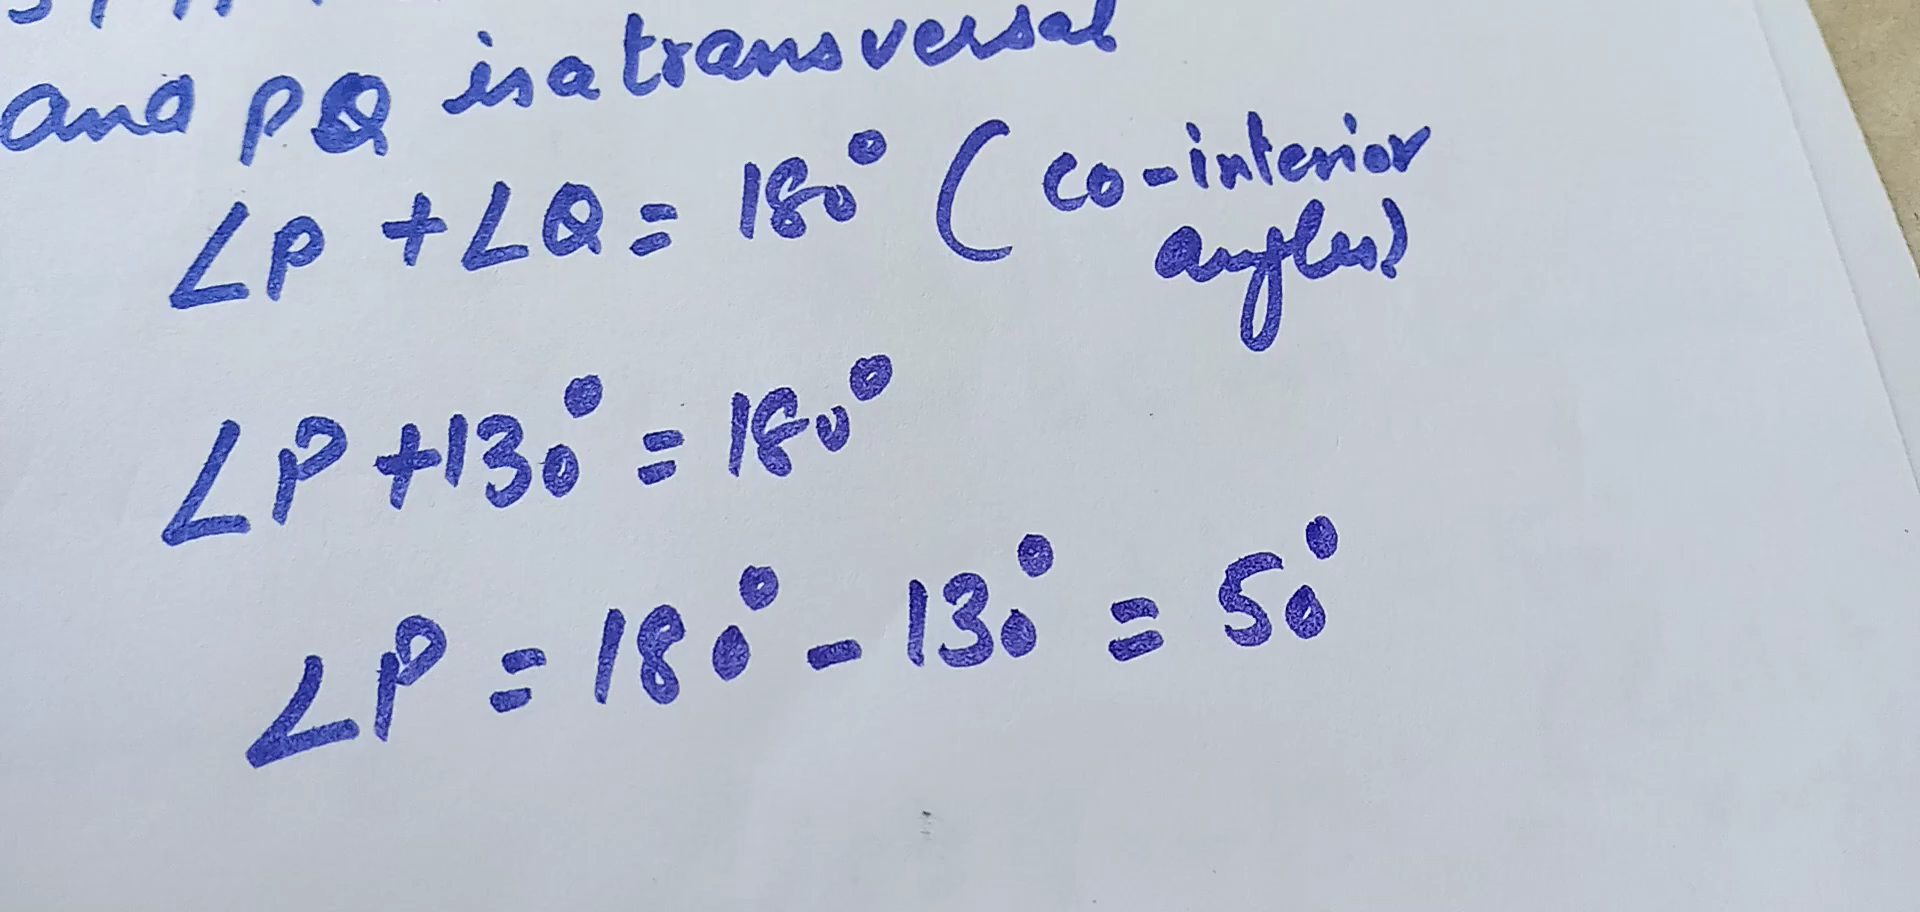 and PQ is a transversal
∠P + ∠Q = 180° (co-interior
angles)
∠P + 130° = 180°
∠P = 180° - 130° = 50°